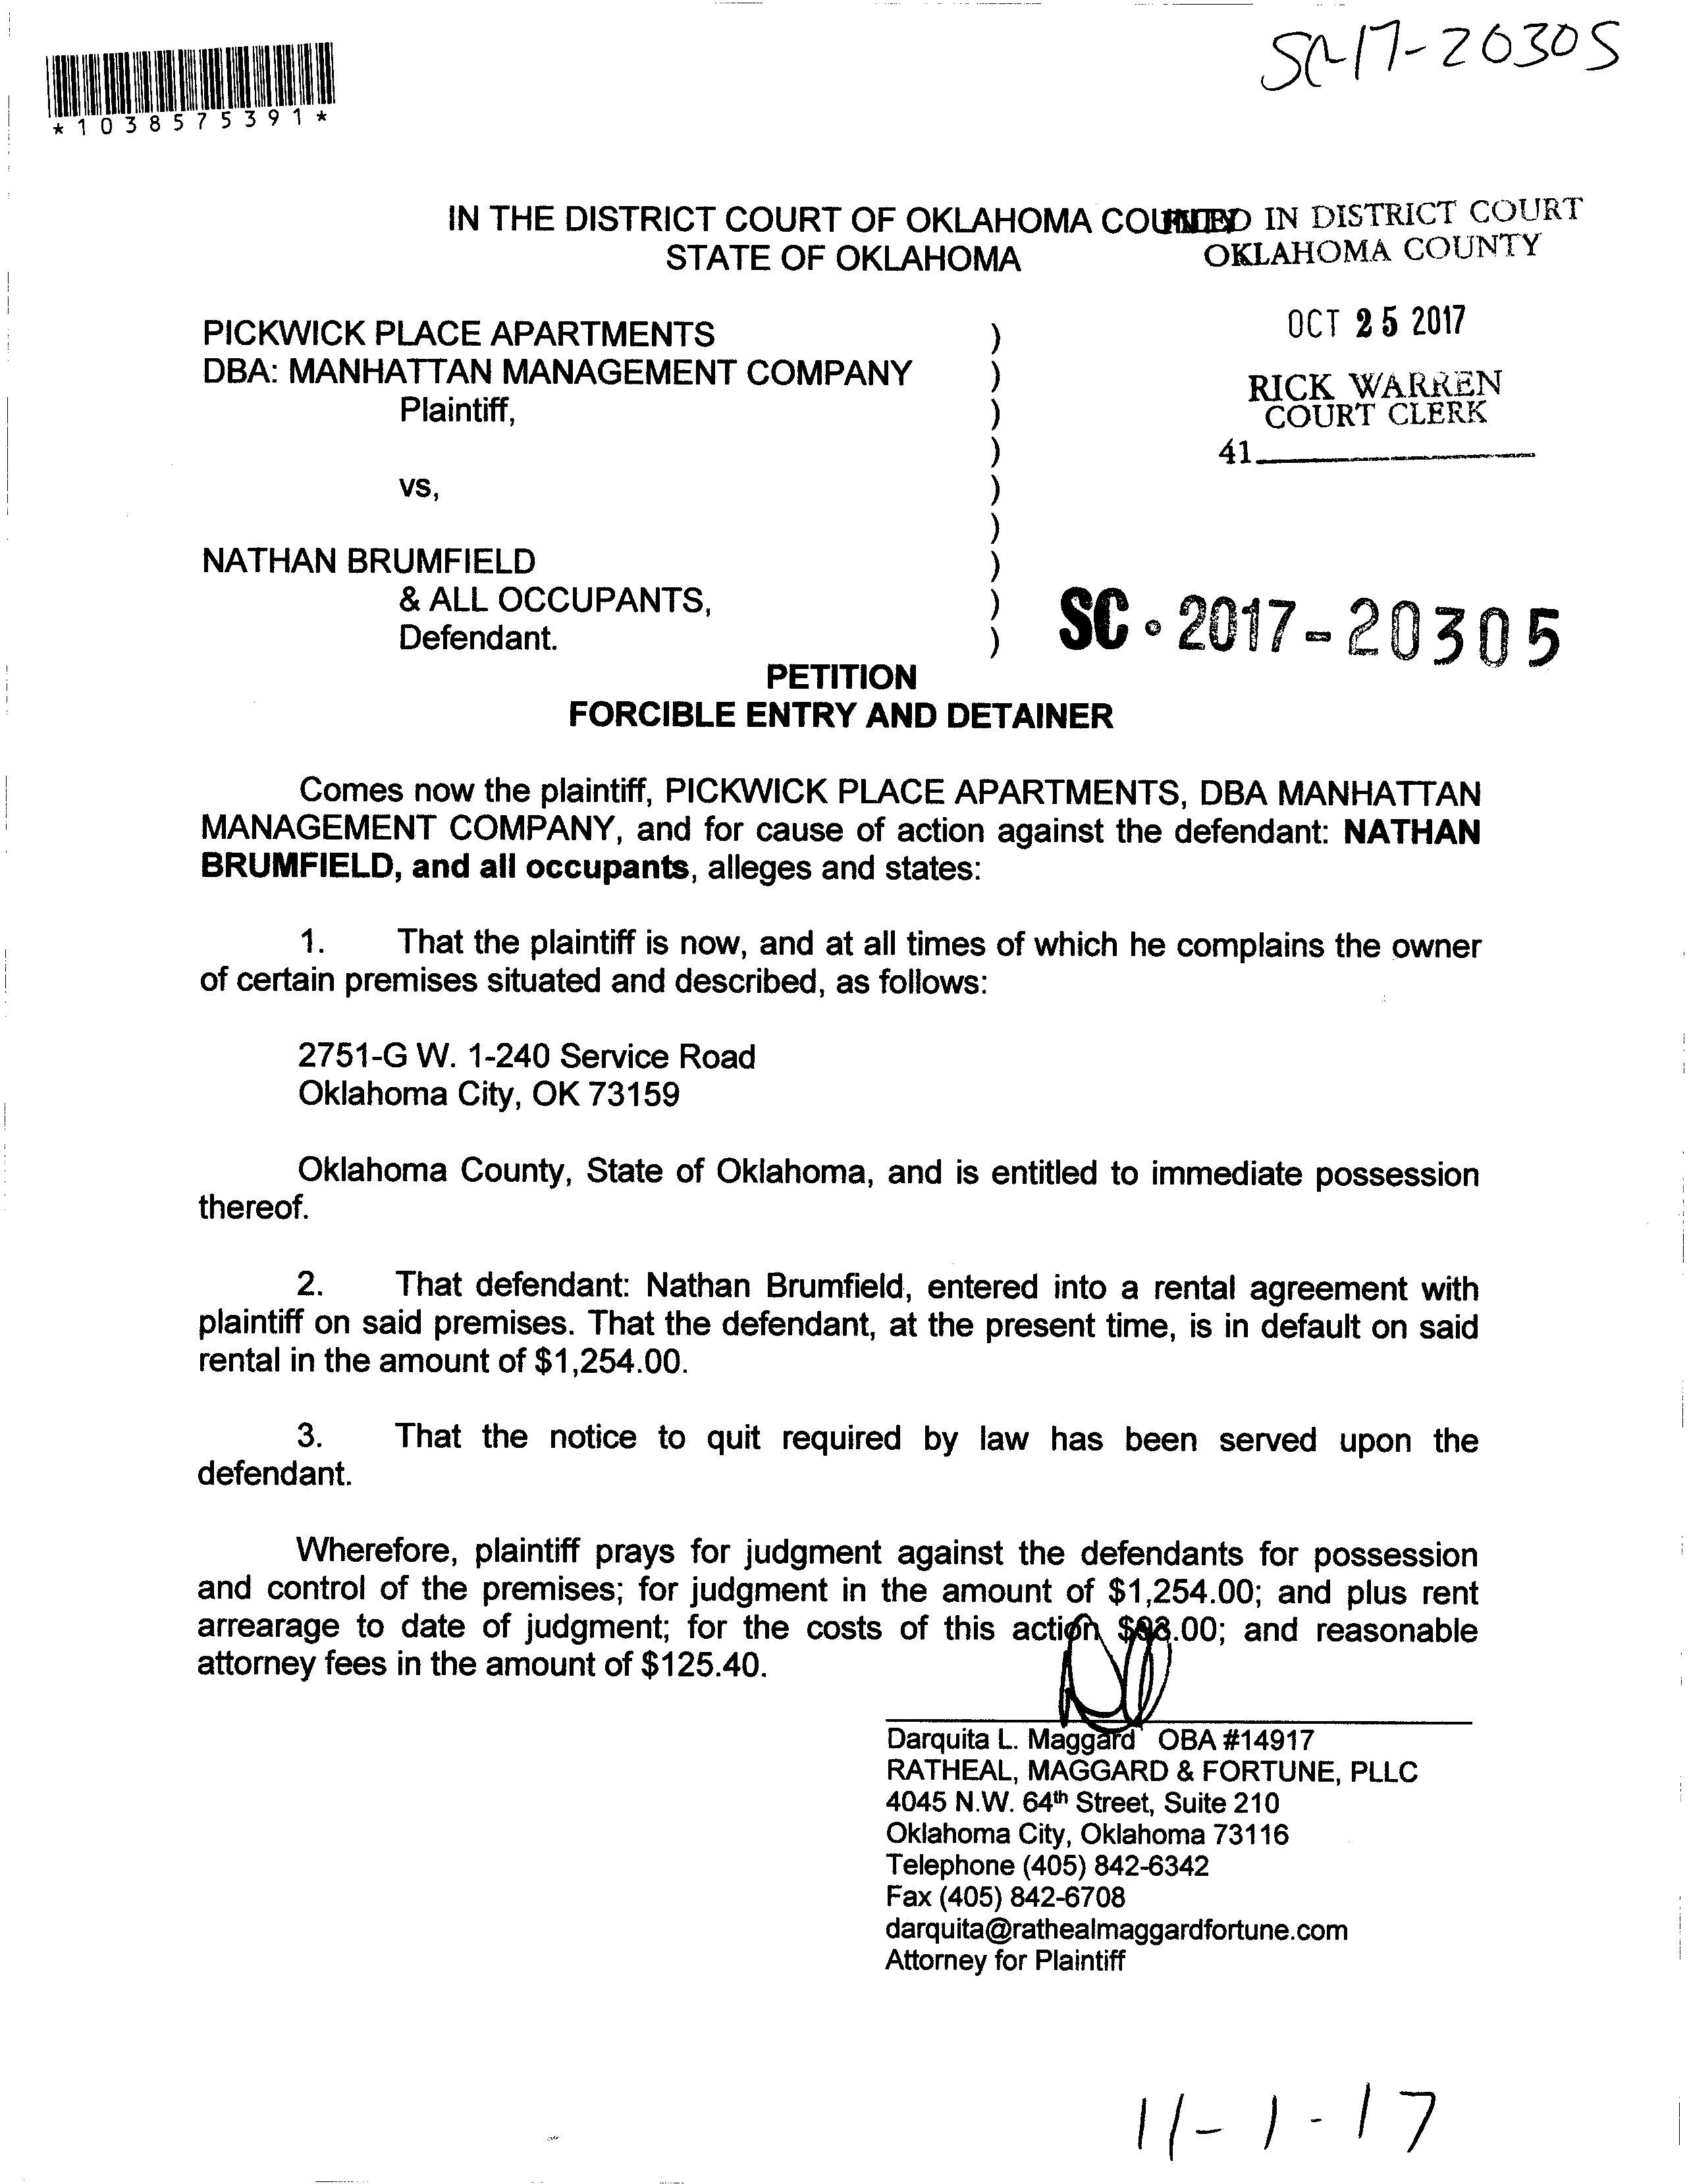 SC-17-20305
*1038575391*
IN THE DISTRICT COURT OF OKLAHOMA COUNTY
STATE OF OKLAHOMA
FILED IN DISTRICT COURT
OKLAHOMA COUNTY
OCT 25 2017
RICK WARREN
COURT CLERK
41
PICKWICK PLACE APARTMENTS )
DBA: MANHATTAN MANAGEMENT COMPANY )
Plaintiff, )
)
vs, )
)
NATHAN BRUMFIELD )
& ALL OCCUPANTS, )
Defendant. )
SC • 2017-20305
PETITION
FORCIBLE ENTRY AND DETAINER
Comes now the plaintiff, PICKWICK PLACE APARTMENTS, DBA MANHATTAN
MANAGEMENT COMPANY, and for cause of action against the defendant: NATHAN
BRUMFIELD, and all occupants, alleges and states:
1. That the plaintiff is now, and at all times of which he complains the owner
of certain premises situated and described, as follows:
2751-G W. 1-240 Service Road
Oklahoma City, OK 73159
Oklahoma County, State of Oklahoma, and is entitled to immediate possession
thereof.
2. That defendant: Nathan Brumfield, entered into a rental agreement with
plaintiff on said premises. That the defendant, at the present time, is in default on said
rental in the amount of $1,254.00.
3. That the notice to quit required by law has been served upon the
defendant.
Wherefore, plaintiff prays for judgment against the defendants for possession
and control of the premises; for judgment in the amount of $1,254.00; and plus rent
arrearage to date of judgment; for the costs of this action and reasonable
attorney fees in the amount of $125.40.
Darquita L. Maggard OBA #14917
RATHEAL, MAGGARD & FORTUNE, PLLC
4045 N.W. 64th Street, Suite 210
Oklahoma City, Oklahoma 73116
Telephone (405) 842-6342
Fax (405) 842-6708
darquita@rathealmaggardfortune.com
Attorney for Plaintiff
11-1-17